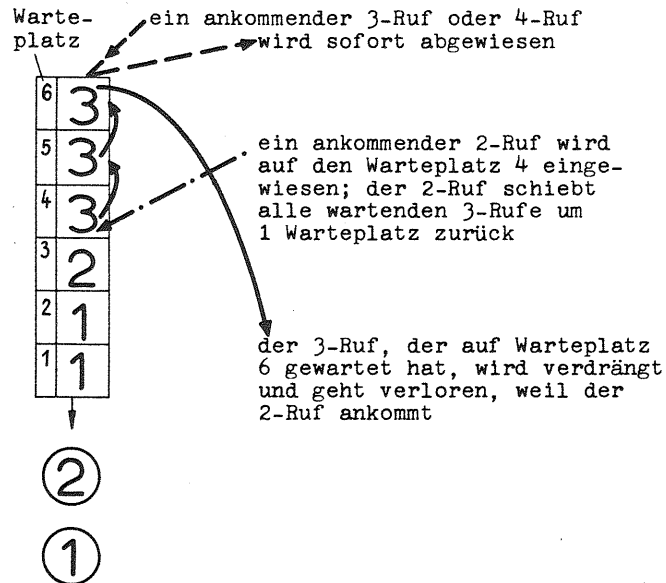 Warte-
platz
ein ankommender 3-Ruf oder 4-Ruf
wird sofort abgewiesen
6 3
5 3
4 3
3 2
2 1
1 1
ein ankommender 2-Ruf wird
auf den Warteplatz 4 einge-
wiesen; der 2-Ruf schiebt
alle wartenden 3-Rufe um
1 Warteplatz zurück
der 3-Ruf, der auf Warteplatz
6 gewartet hat, wird verdrängt
und geht verloren, weil der
2-Ruf ankommt
2
1